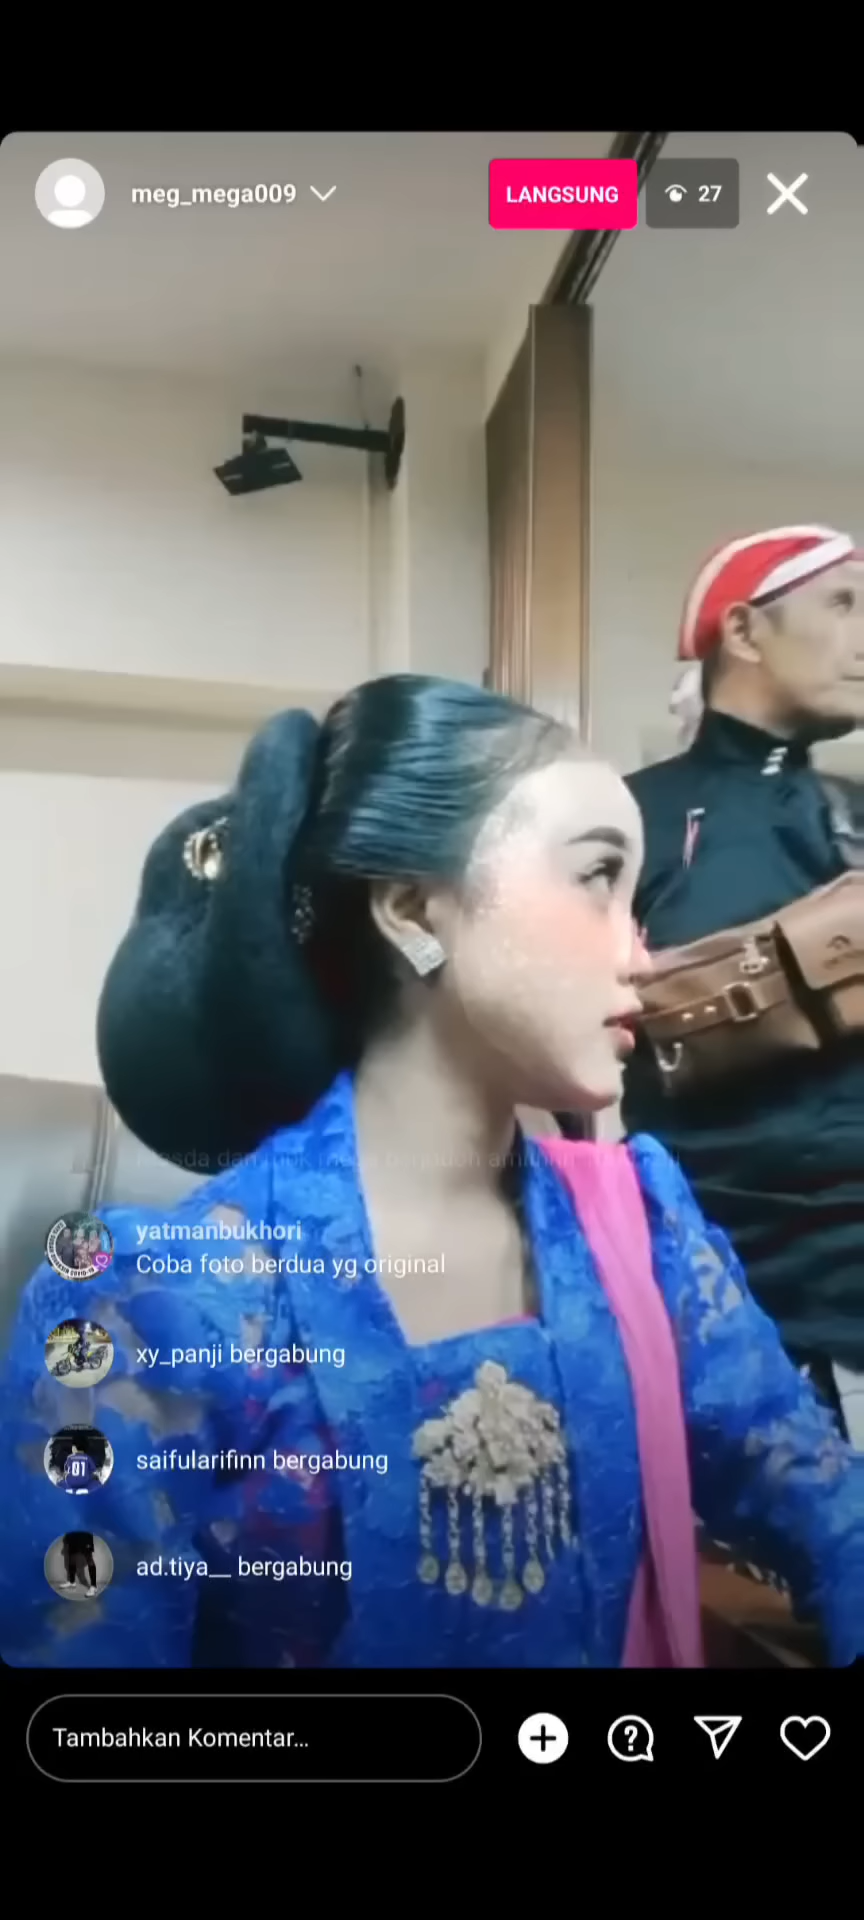 meg_mega009
LANGSUNG
27
yatmanbukhori
Coba foto berdua yg original
xy_panji bergabung
saifularifinn bergabung
ad.tiya__ bergabung
Tambahkan Komentar...